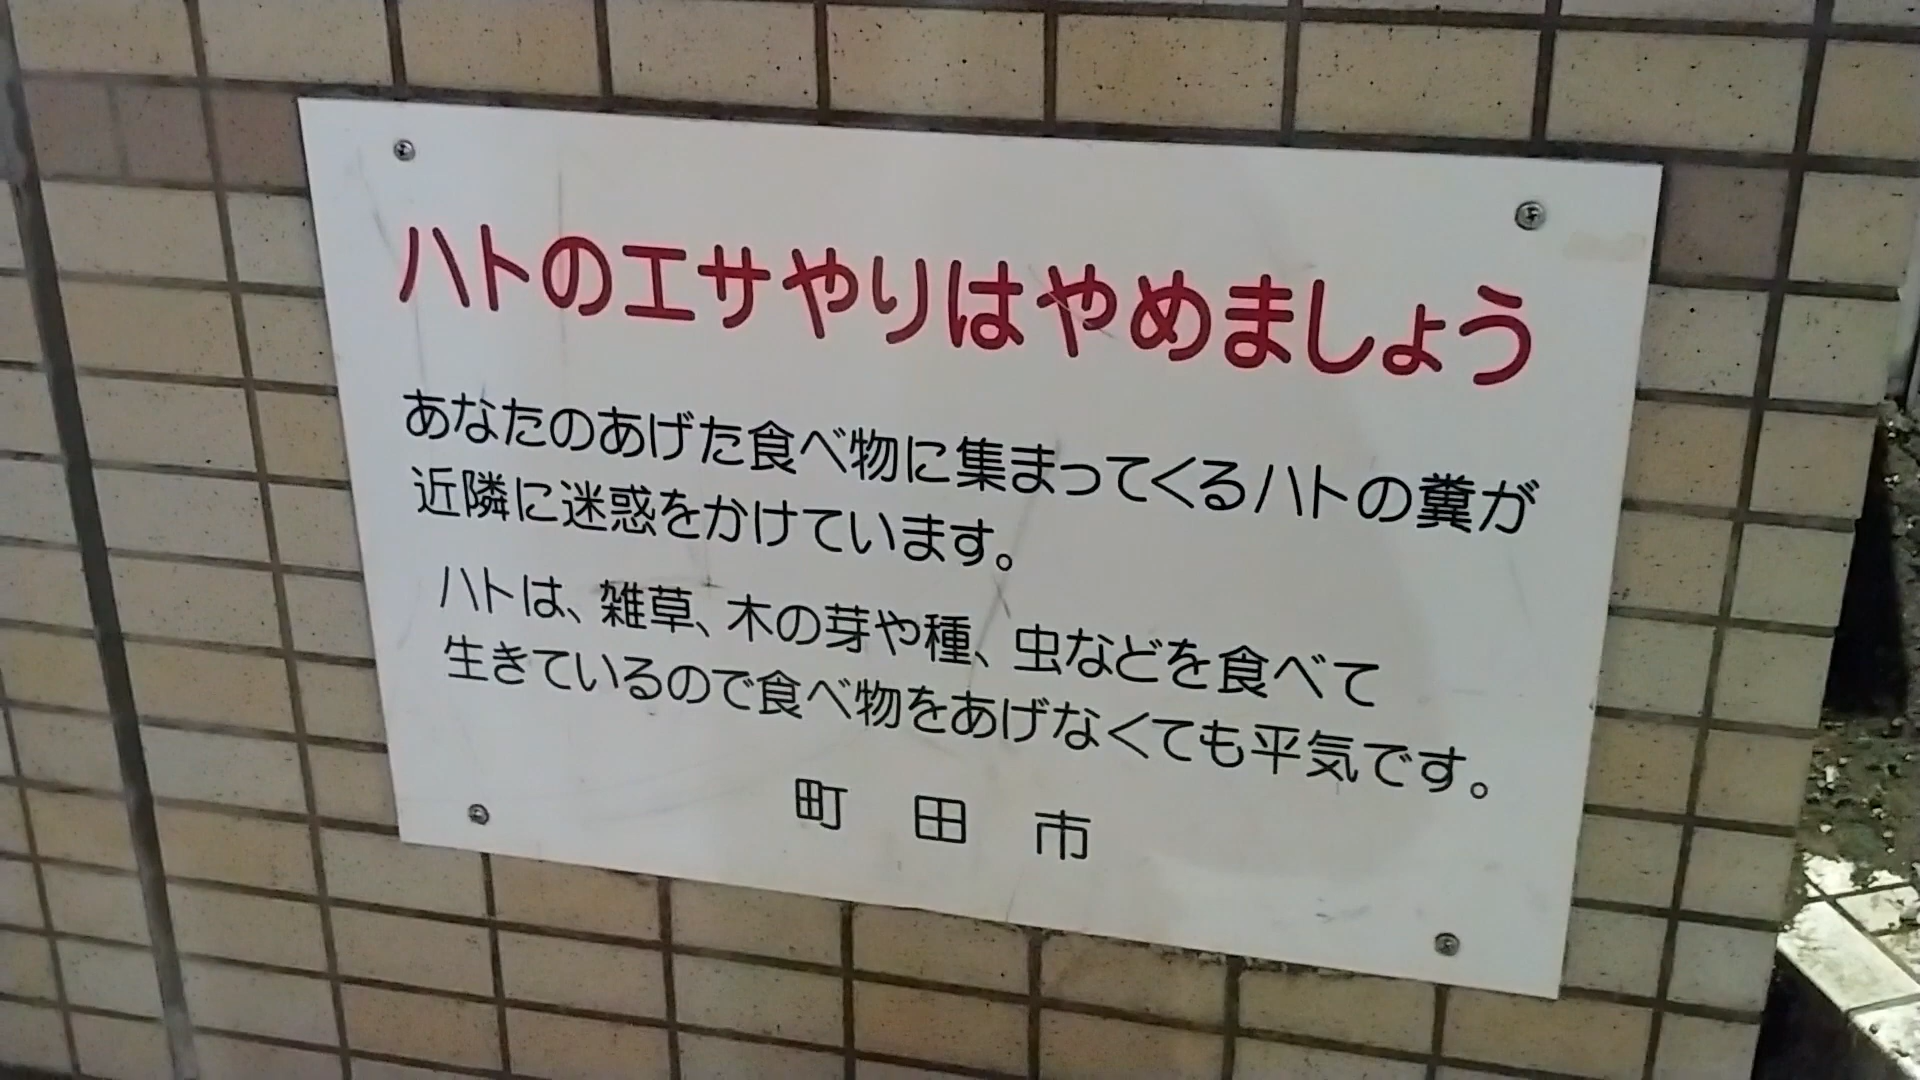 ハトのエサやりはやめましょう
あなたのあげた食べ物に集まってくるハトの糞が
近隣に迷惑をかけています。
ハトは、雑草、木の芽や種、虫などを食べて
生きているので食べ物をあげなくても平気です。
町田市